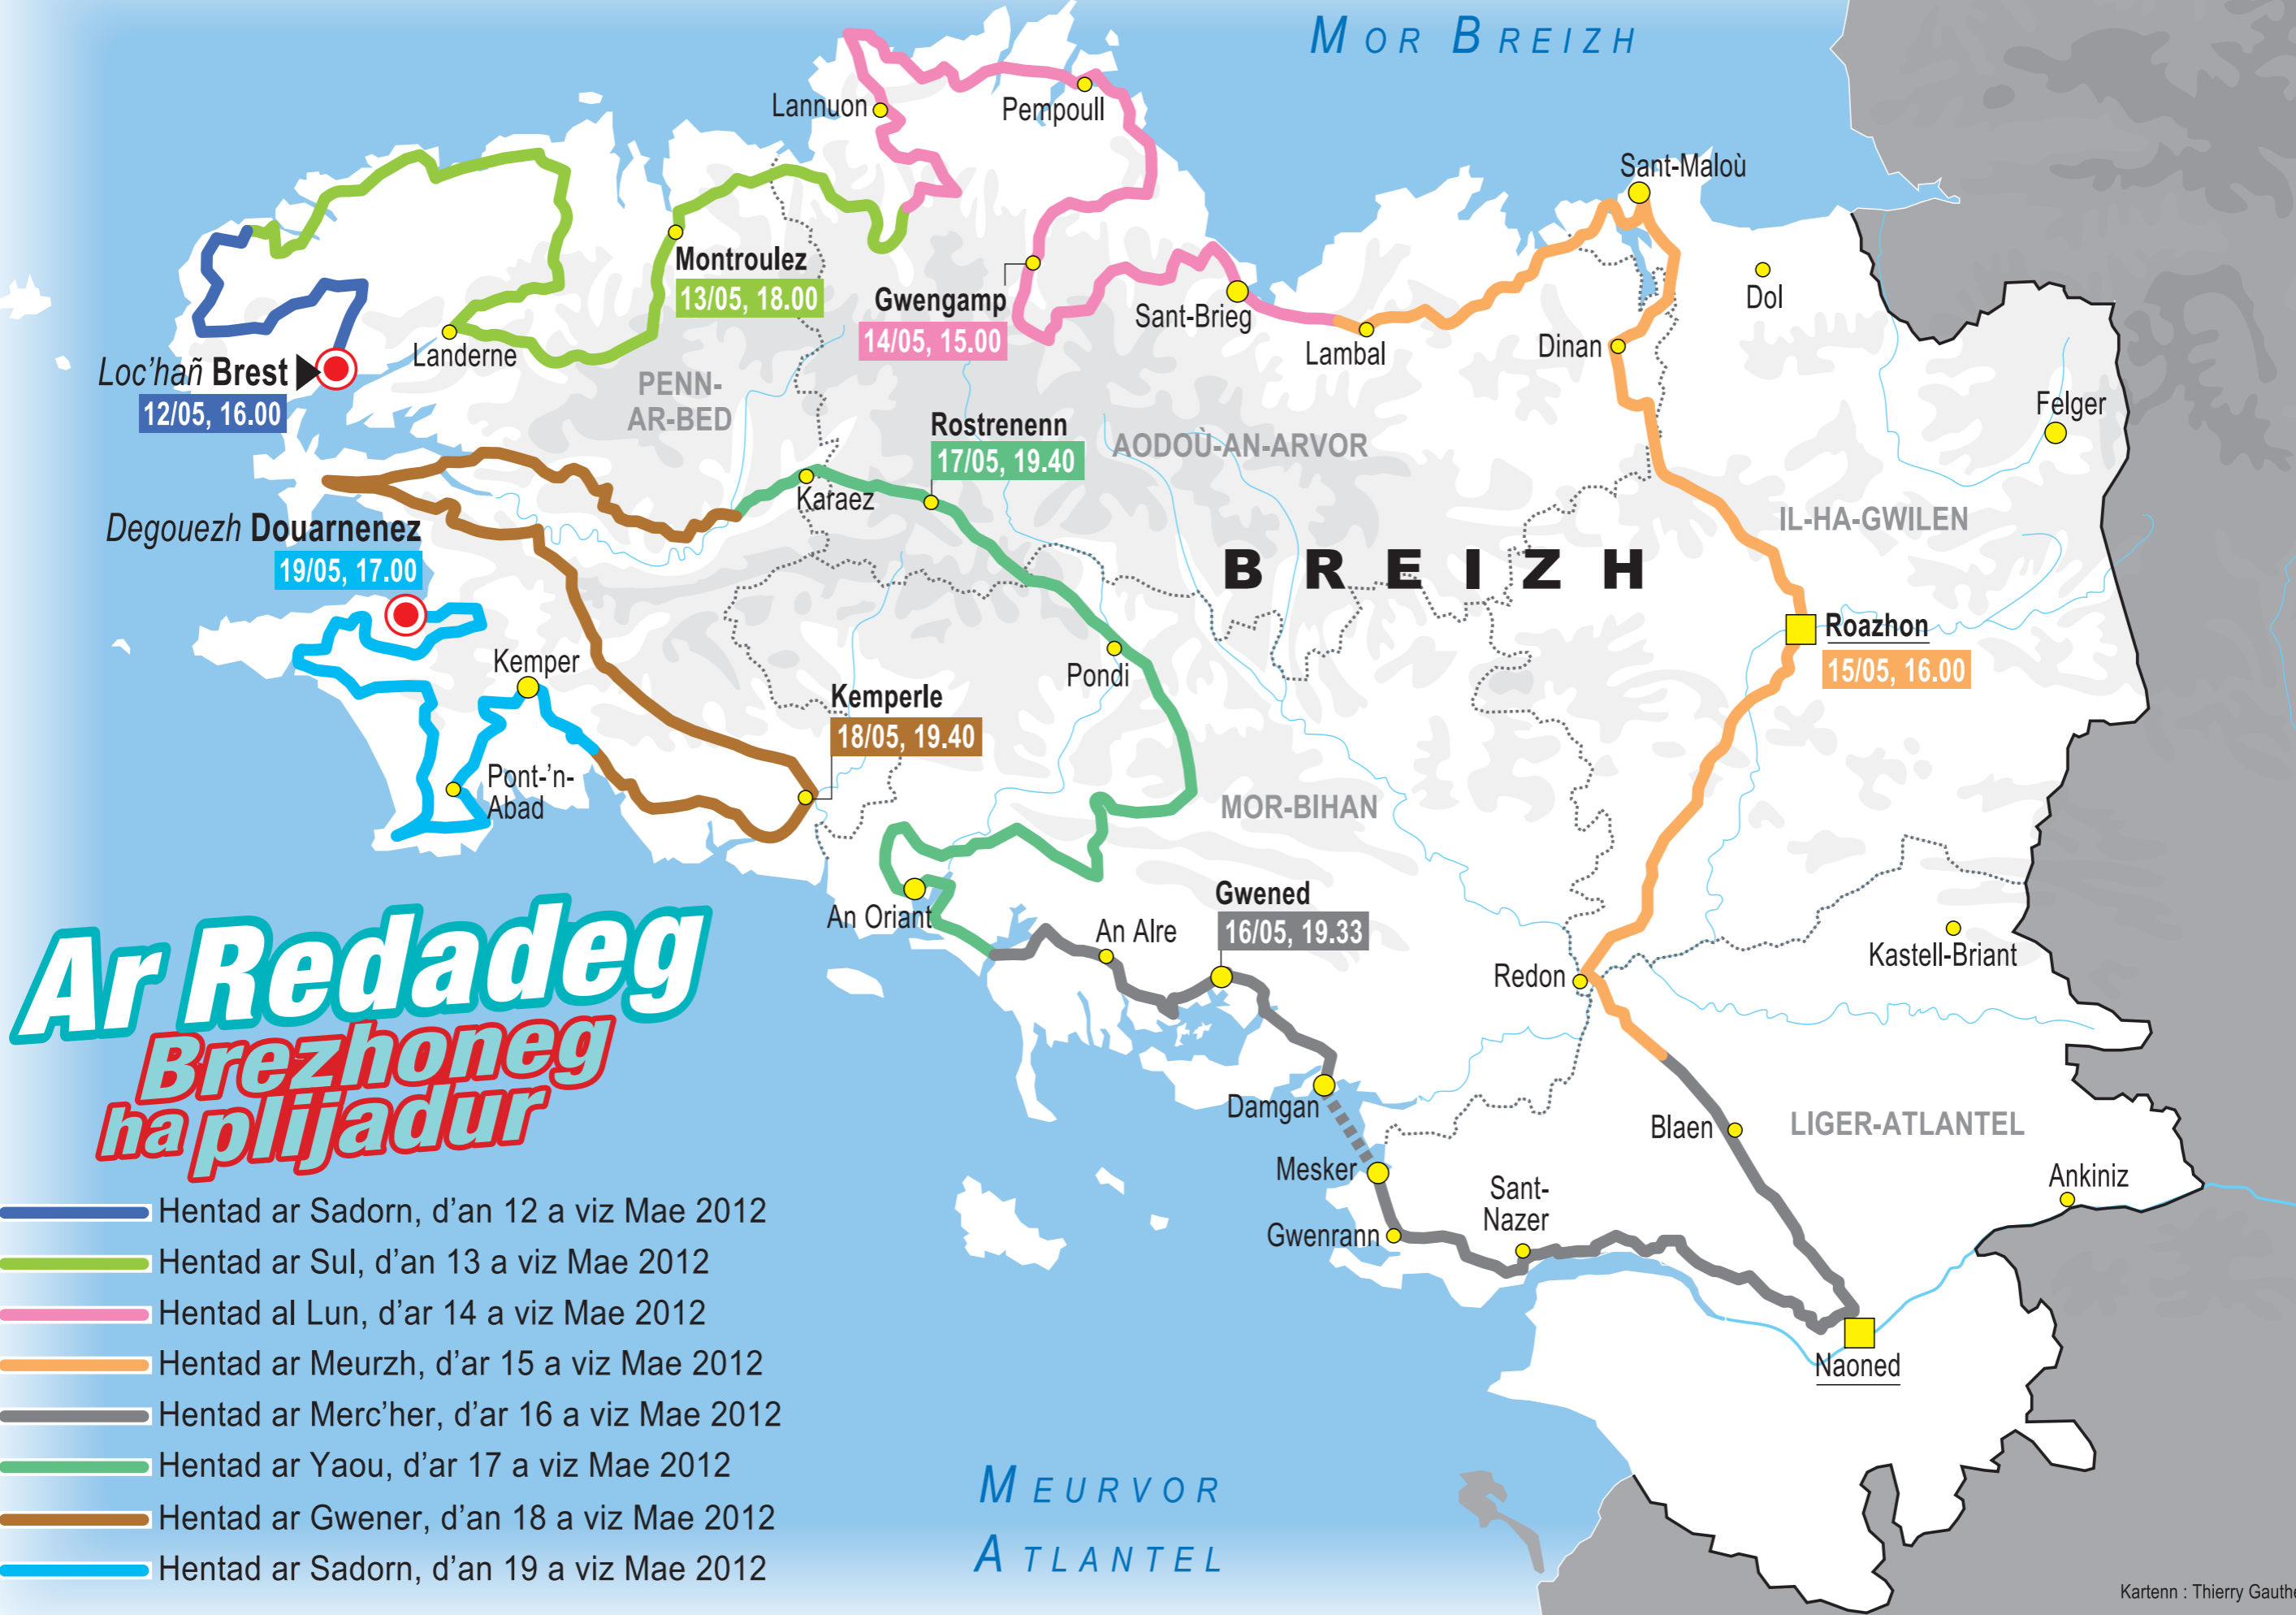 MOR BREIZH
Lannuon
Pempoull
Sant-Maloù
Montroulez
13/05, 18.00
Gwengamp
14/05, 15.00
Sant-Brieg
Lambal
Dinan
Dol
Landerne
Loc'hañ Brest
12/05, 16.00
PENN-
AR-BED
Felger
Rostrenenn
17/05, 19.40
AODOÙ-AN-ARVOR
Karaez
IL-HA-GWILEN
Degouezh Douarnenez
19/05, 17.00
BREIZH
Roazhon
15/05, 16.00
Kemper
Pondi
Kemperle
18/05, 19.40
Pont-'n-
Abad
MOR-BIHAN
An Oriant
An Alre
Gwened
16/05, 19.33
Redon
Kastell-Briant
Damgan
Blaen
LIGER-ATLANTEL
Mesker
Sant-
Nazer
Ankiniz
Gwenrann
Naoned
Ar Redadeg
Brezhoneg
ha plijadur
Hentad ar Sadorn, d'an 12 a viz Mae 2012
Hentad ar Sul, d'an 13 a viz Mae 2012
Hentad al Lun, d'ar 14 a viz Mae 2012
Hentad ar Meurzh, d'ar 15 a viz Mae 2012
Hentad ar Merc'her, d'ar 16 a viz Mae 2012
Hentad ar Yaou, d'ar 17 a viz Mae 2012
Hentad ar Gwener, d'an 18 a viz Mae 2012
Hentad ar Sadorn, d'an 19 a viz Mae 2012
MEURVOR
ATLANTEL
Kartenn : Thierry